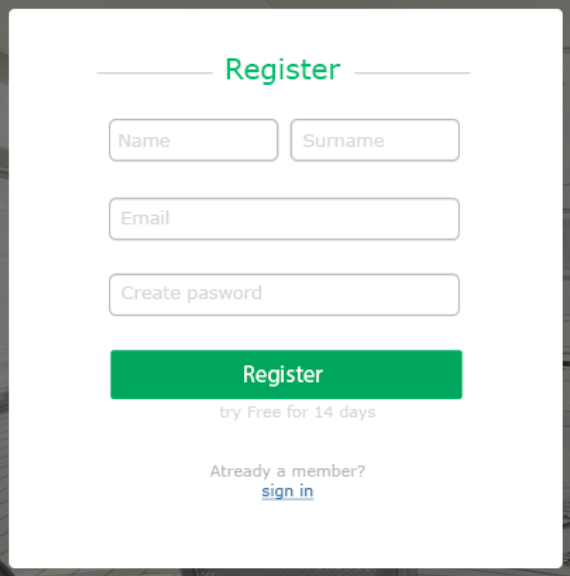 Register
Name Surname
Email
Create pasword
Register
try Free for 14 days
Atready a member?
sign in